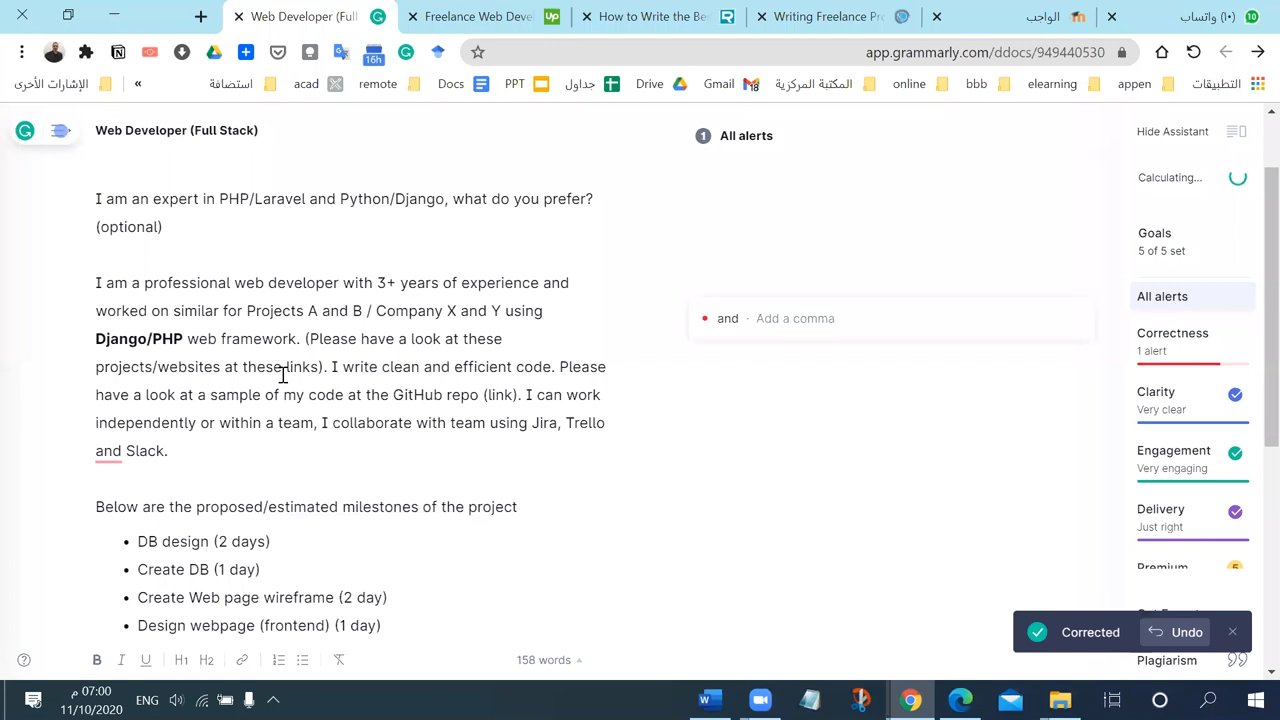 Web Developer (Full
Freelance Web Deve
Up
How to Write the Be
Writing Freelance Pr
الواجب
(١٠) واتساب
10
16h
app.grammarly.com/ddocs/949440530
الإشارات الأخرى
«
استضافة
acad
remote
Docs
PPT
جداول
Drive
Gmail
المكتبة المركزية
online
bbb
elearning
appen
التطبيقات
Web Developer (Full Stack)
I am an expert in PHP/Laravel and Python/Django, what do you prefer?
(optional)
I am a professional web developer with 3+ years of experience and
worked on similar for Projects A and B / Company X and Y using
Django/PHP web framework. (Please have a look at these
projects/websites at these links). I write clean and efficient code. Please
have a look at a sample of my code at the GitHub repo (link). I can work
independently or within a team, I collaborate with team using Jira, Trello
and Slack.
Below are the proposed/estimated milestones of the project
• DB design (2 days)
• Create DB (1 day)
• Create Web page wireframe (2 day)
• Design webpage (frontend) (1 day)
B I U H1 H2
158 words
1 All alerts
and · Add a comma
Hide Assistant
Calculating...
Goals
5 of 5 set
All alerts
Correctness
1 alert
Clarity
Very clear
Engagement
Very engaging
Delivery
Just right
Premium
5
Corrected
Undo
Plagiarism
07:00 م
11/10/2020
ENG